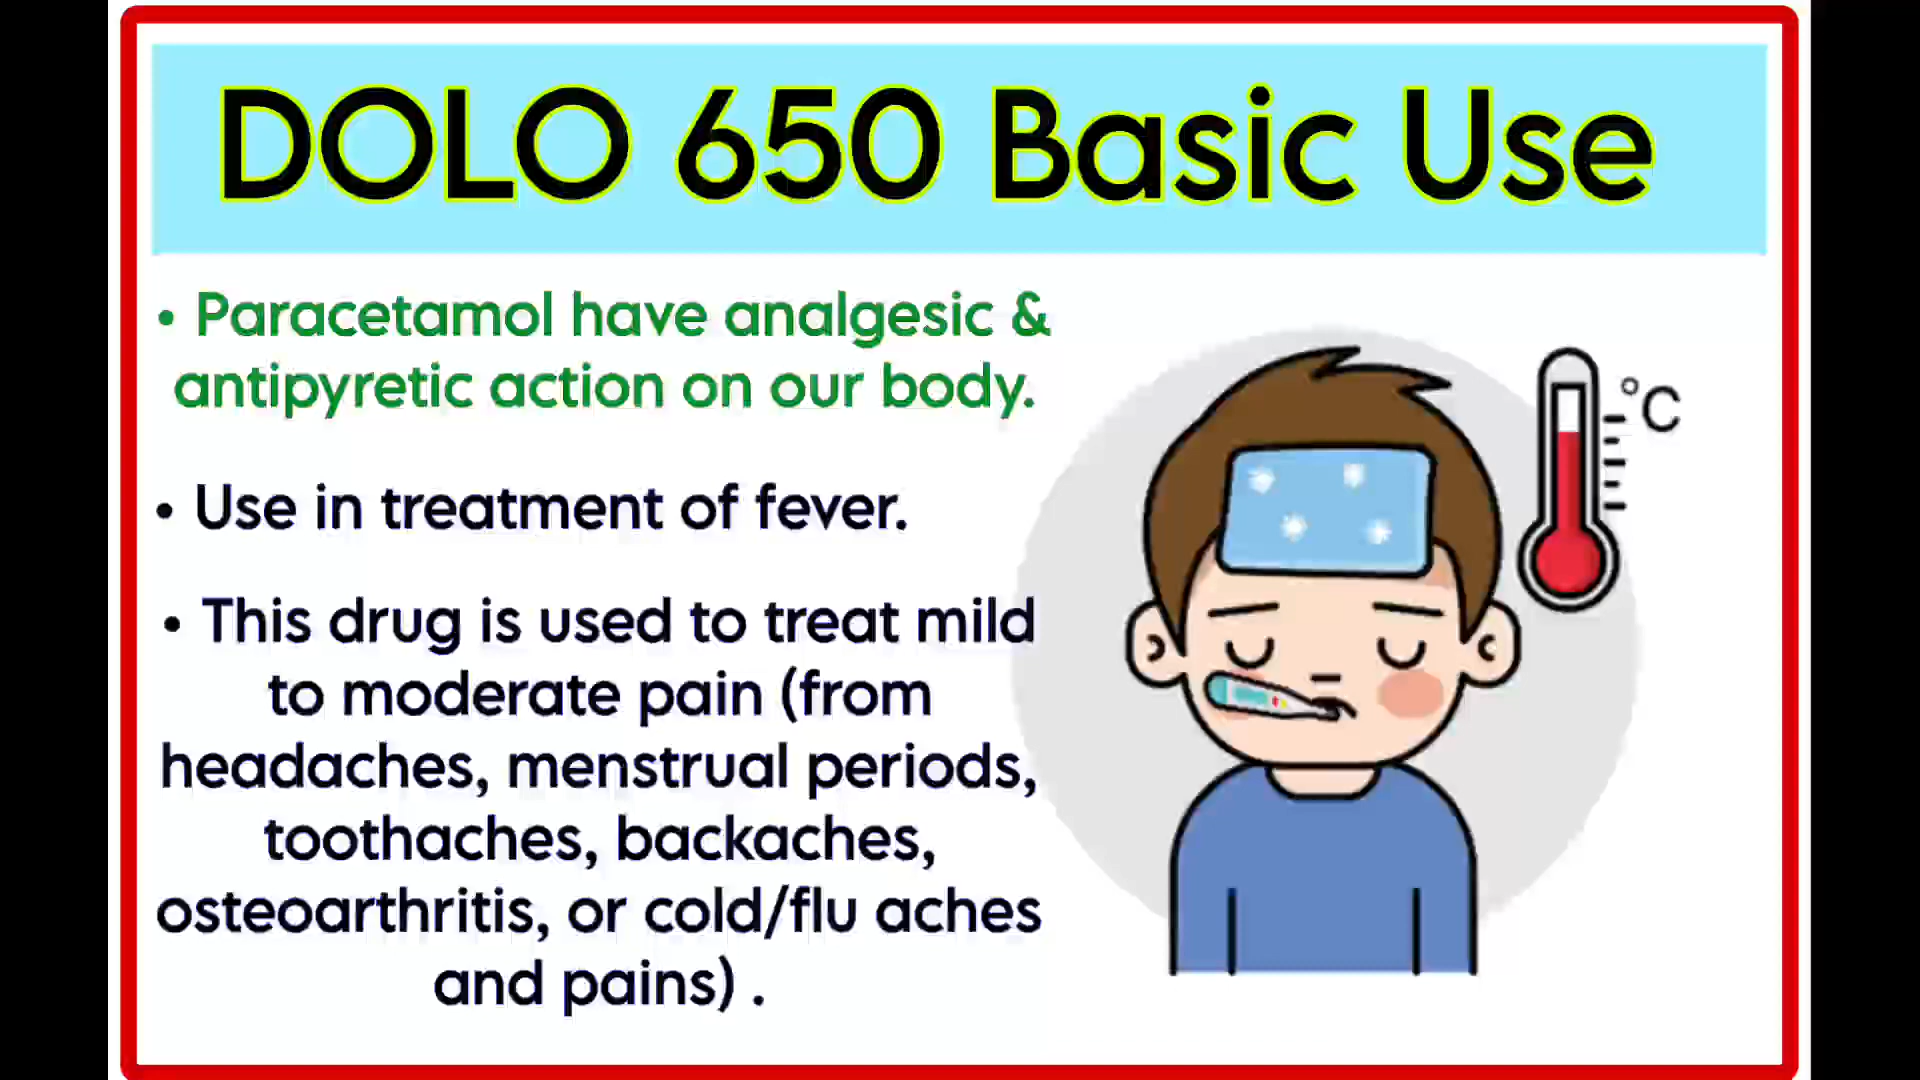 DOLO 650 Basic Use
• Paracetamol have analgesic &
antipyretic action on our body.
• Use in treatment of fever.
• This drug is used to treat mild
to moderate pain (from
headaches, menstrual periods,
toothaches, backaches,
osteoarthritis, or cold/flu aches
and pains) .
°C